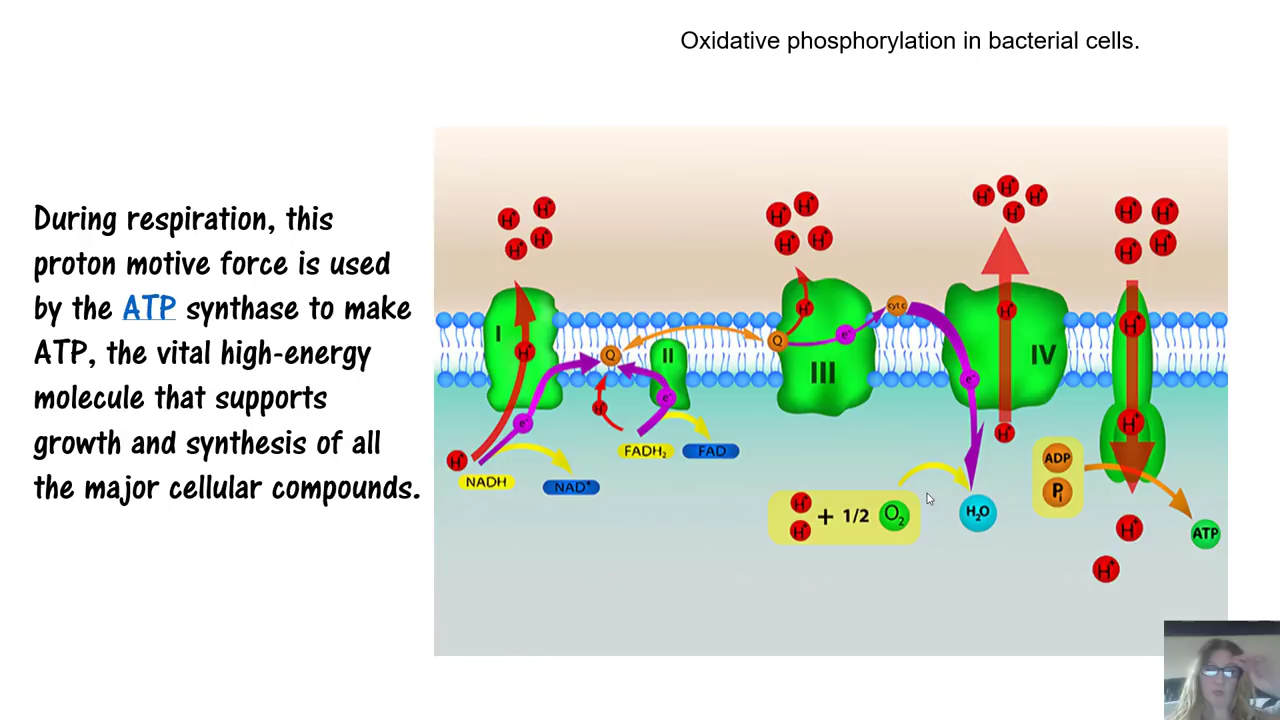 Oxidative phosphorylation in bacterial cells.
During respiration, this
proton motive force is used
by the ATP synthase to make
ATP, the vital high-energy
molecule that supports
growth and synthesis of all
the major cellular compounds.
H⁺ H⁺ H⁺ H⁺
H⁺ H⁺ H⁺ H⁺
H⁺ H⁺ H⁺ H⁺
H⁺ H⁺ H⁺ H⁺
I
H⁺
Q
II
H⁺
e⁻
e⁻
H⁺
NADH
NAD⁺
FADH₂
FAD
Q
H⁺
III
e⁻
cyt c
H⁺
IV
e⁻
H⁺
H⁺
H⁺
+ 1/2 O₂
H₂O
H⁺
H⁺
ADP
Pi
ATP
H⁺
H⁺